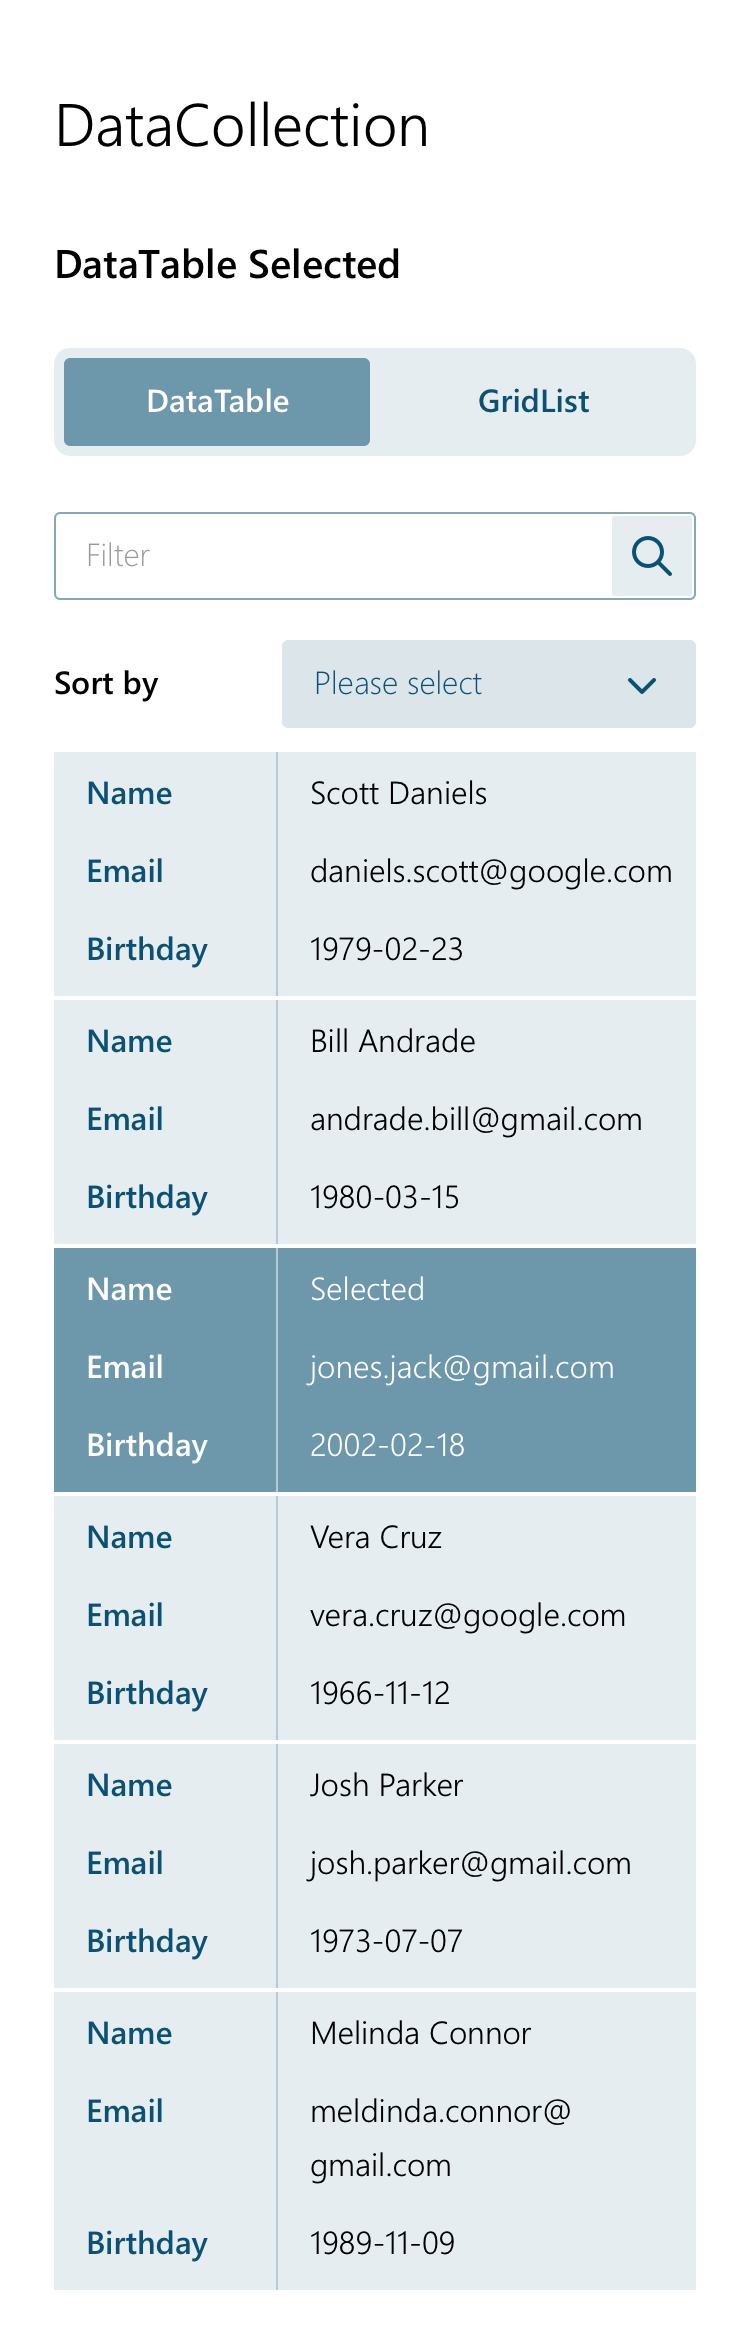 DataCollection
DataTable Selected
DataTable GridList
Filter
Sort by Please select
Name Scott Daniels
Email daniels.scott@google.com
Birthday 1979-02-23
Name Bill Andrade
Email andrade.bill@gmail.com
Birthday 1980-03-15
Name Selected
Email jones.jack@gmail.com
Birthday 2002-02-18
Name Vera Cruz
Email vera.cruz@google.com
Birthday 1966-11-12
Name Josh Parker
Email josh.parker@gmail.com
Birthday 1973-07-07
Name Melinda Connor
Email meldinda.connor@
gmail.com
Birthday 1989-11-09